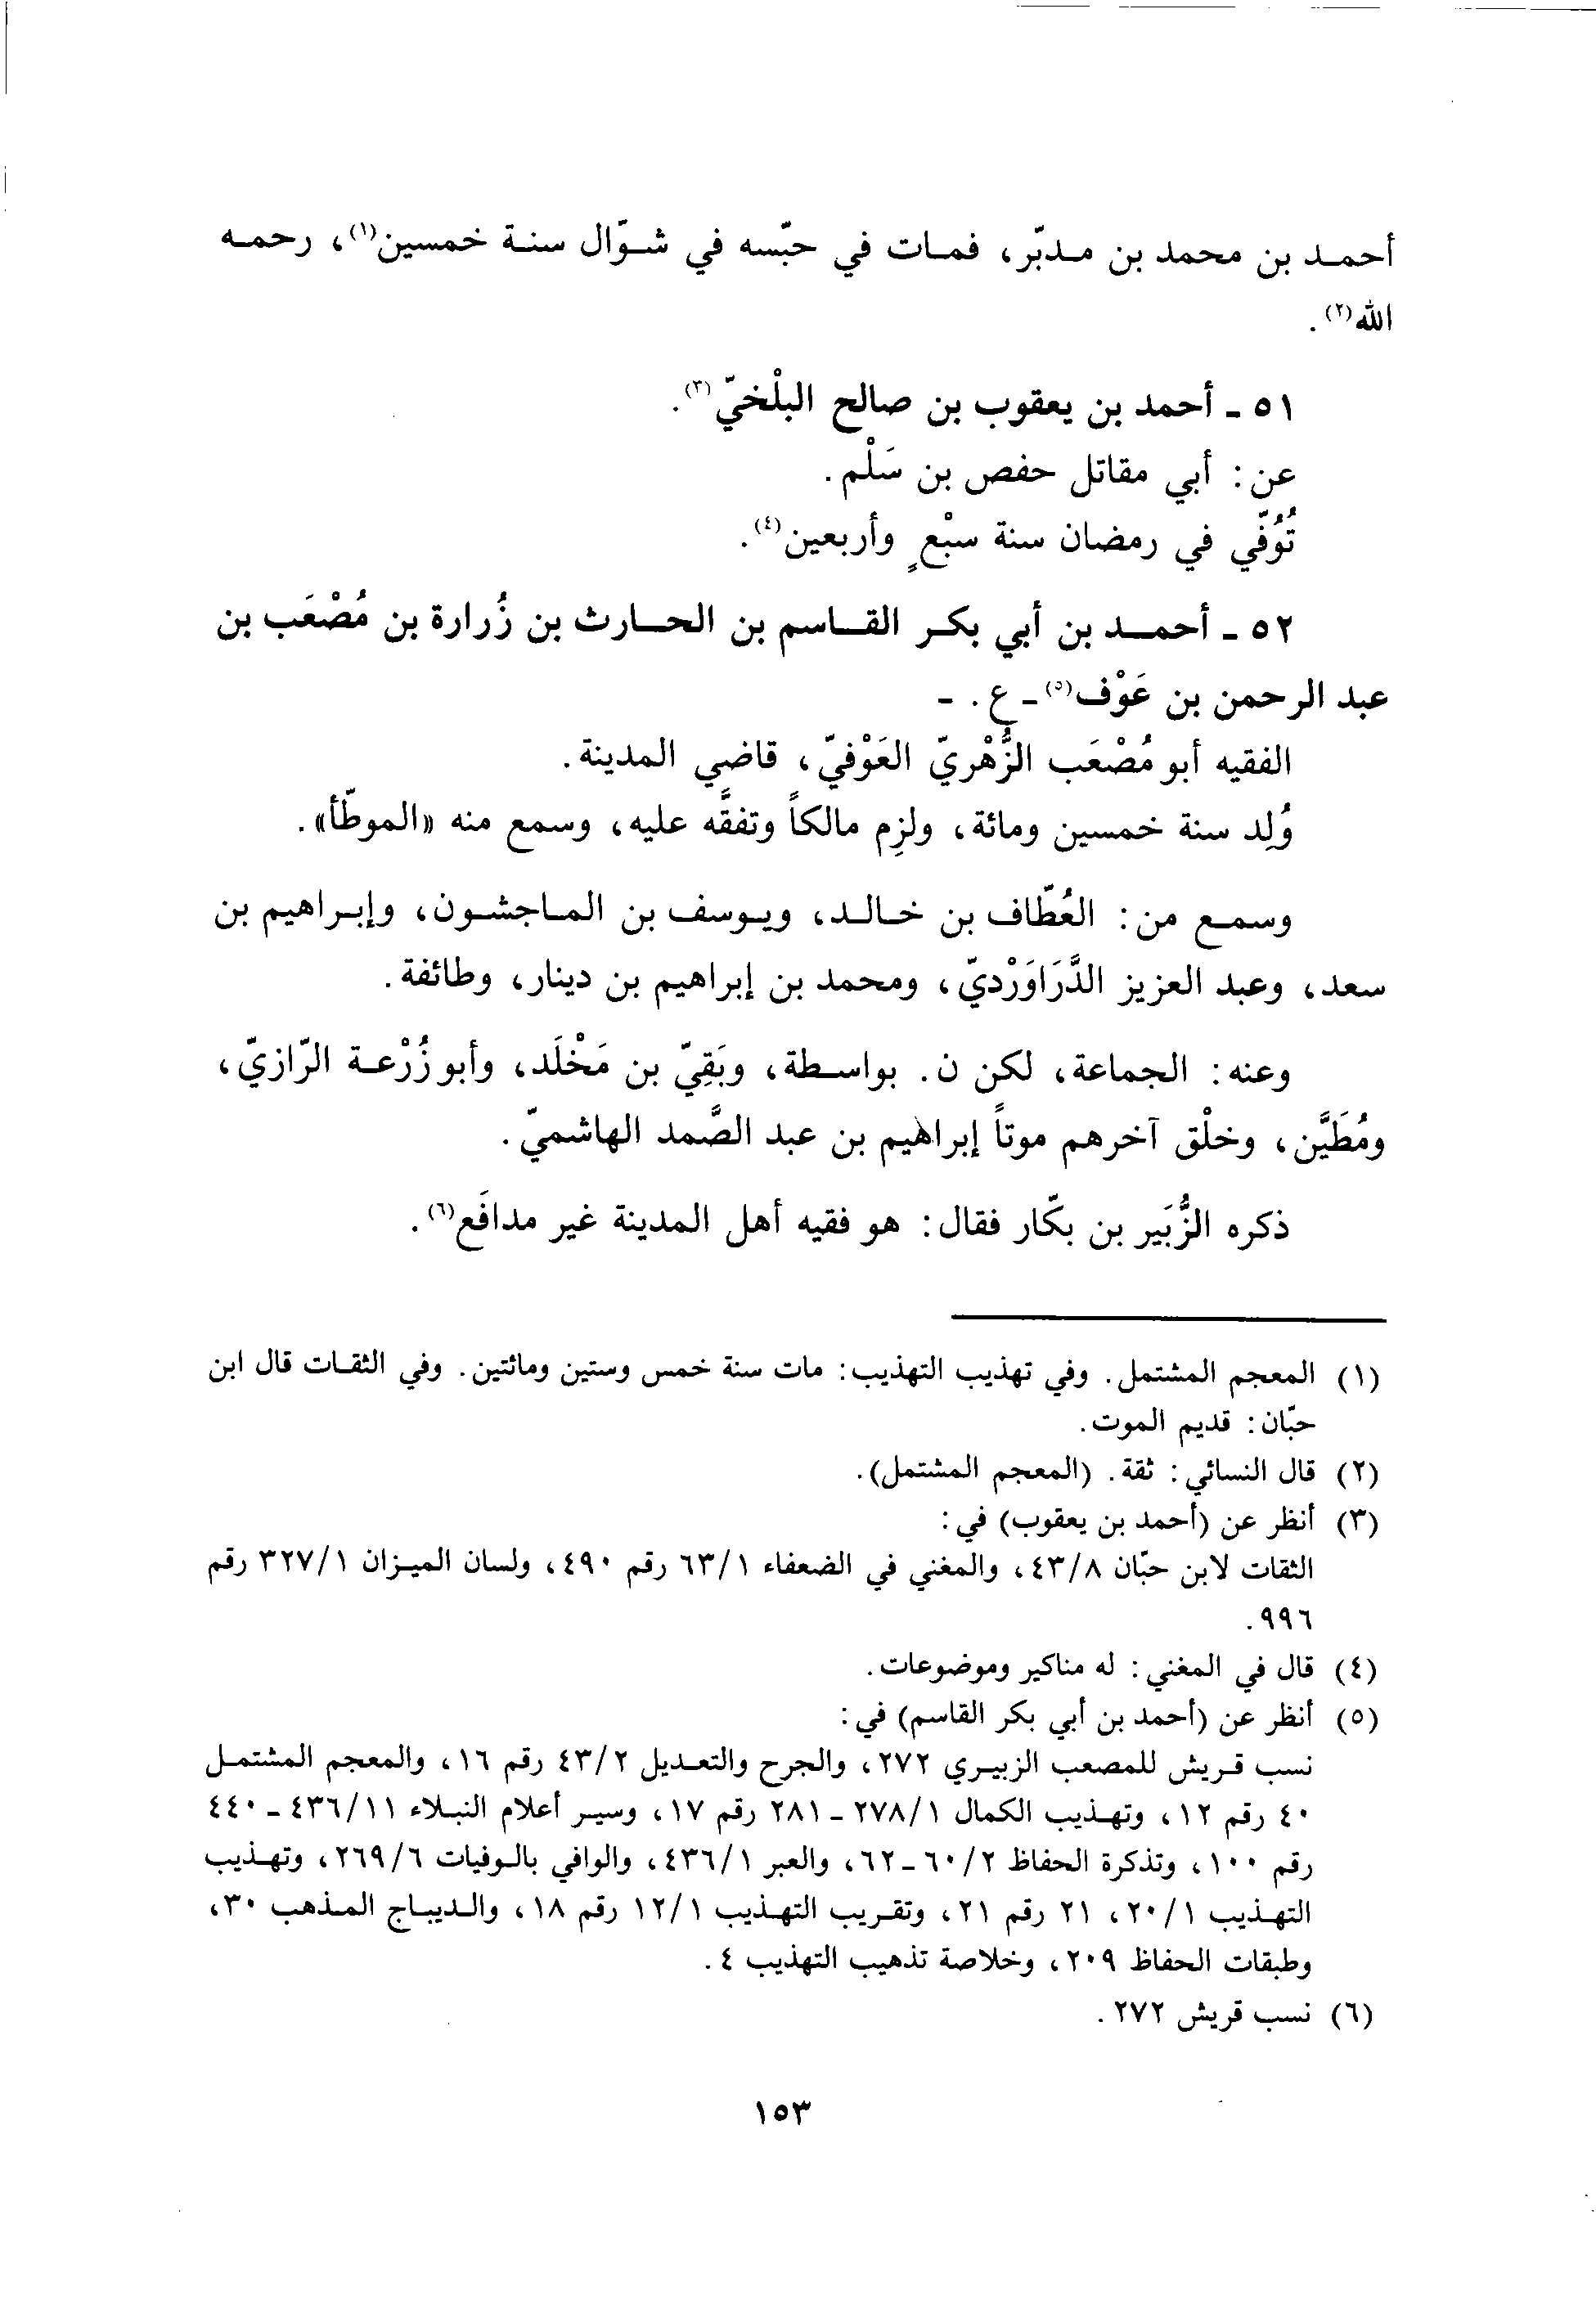 أحمد بن محمد بن مدبّر، فمات في حبْسه في شوّال سنة خمسين(١)، رحمه
الله(٢).
٥١ - أحمد بن يعقوب بن صالح البلْخيّ(٣).
عن: أبي مقاتل حفص بن سَلْم.
تُوُفّي في رمضان سنة سبْعٍ وأربعين(٤).
٥٢ - أحمد بن أبي بكر القاسم بن الحارث بن زُرارة بن مُصْعَب بن
عبد الرحمن بن عَوْف(٥) - ع. -
الفقيه أبو مُصْعَب الزُّهْريّ العَوْفيّ، قاضي المدينة.
وُلِد سنة خمسين ومائة، ولزِم مالكاً وتفقَّه عليه، وسمع منه «الموطّأ».
وسمع من: العُطّاف بن خالد، ويوسف بن الماجشون، وإبراهيم بن
سعد، وعبد العزيز الدَّرَاوَرْديّ، ومحمد بن إبراهيم بن دينار، وطائفة.
وعنه: الجماعة، لكن ن. بواسطة، وبَقِيّ بن مَخْلَد، وأبو زُرْعة الرّازيّ،
ومُطَيَّن، وخلْق آخرهم موتاً إبراهيم بن عبد الصَّمد الهاشميّ.
ذكره الزُّبَير بن بكّار فقال: هو فقيه أهل المدينة غير مدافَع(٦).
(١) المعجم المشتمل. وفي تهذيب التهذيب: مات سنة خمس وستين ومائتين. وفي الثقات قال ابن
حبّان: قديم الموت.
(٢) قال النسائي: ثقة. (المعجم المشتمل).
(٣) أنظر عن (أحمد بن يعقوب) في:
الثقات لابن حبّان ٤٣/٨، والمغني في الضعفاء ٦٣/١ رقم ٤٩٠، ولسان الميزان ٣٢٧/١ رقم
٩٩٦.
(٤) قال في المغني: له مناكير وموضوعات.
(٥) أنظر عن (أحمد بن أبي بكر القاسم) في:
نسب قريش للمصعب الزبيري ٢٧٢، والجرح والتعديل ٤٣/٢ رقم ١٦، والمعجم المشتمل
٤٠ رقم ١٢، وتهذيب الكمال ٢٧٨/١ - ٢٨١ رقم ١٧، وسير أعلام النبلاء ٤٣٦/١١ - ٤٤٠
رقم ١٠٠، وتذكرة الحفاظ ٦٠/٢ - ٦٢، والعبر ٤٣٦/١، والوافي بالوفيات ٢٦٩/٦، وتهذيب
التهذيب ٢٠/١، ٢١ رقم ٢١، وتقريب التهذيب ١٢/١ رقم ١٨، والديباج المذهب ٣٠،
وطبقات الحفاظ ٢٠٩، وخلاصة تذهيب التهذيب ٤.
(٦) نسب قريش ٢٧٢.
١٥٣